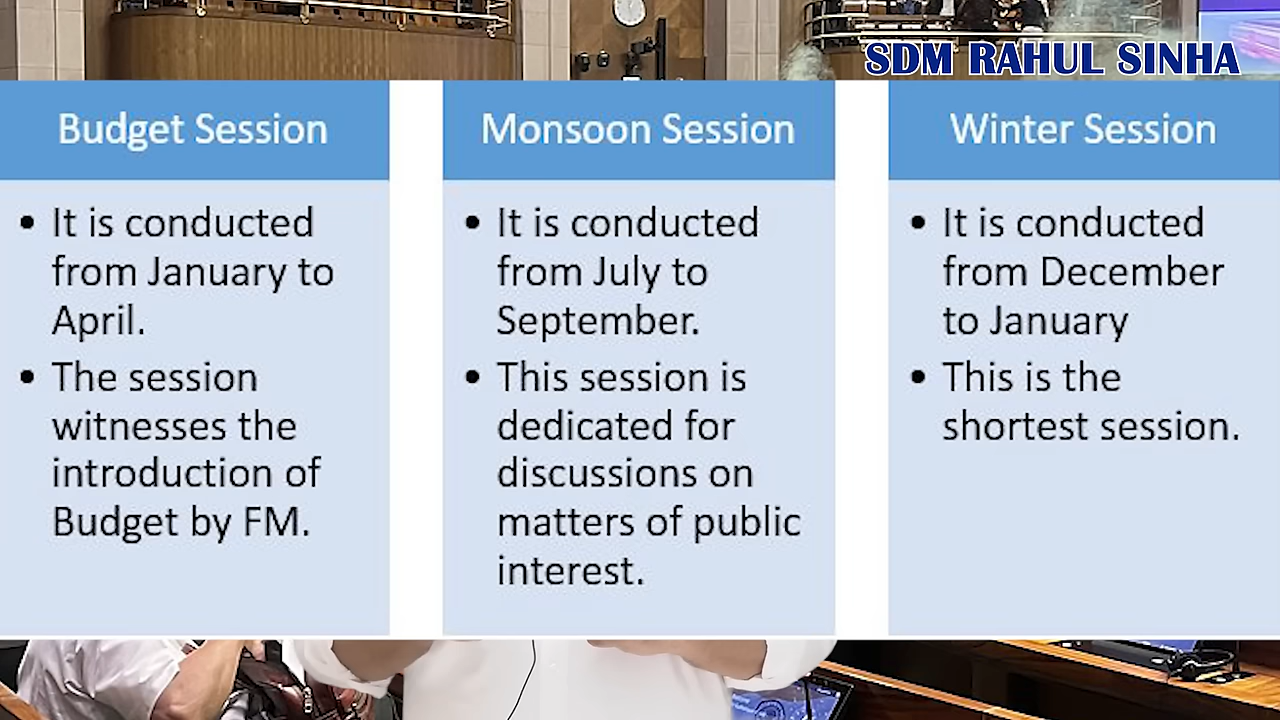 SDM RAHUL SINHA
Budget Session
• It is conducted
from January to
April.
• The session
witnesses the
introduction of
Budget by FM.
Monsoon Session
• It is conducted
from July to
September.
• This session is
dedicated for
discussions on
matters of public
interest.
Winter Session
• It is conducted
from December
to January
• This is the
shortest session.